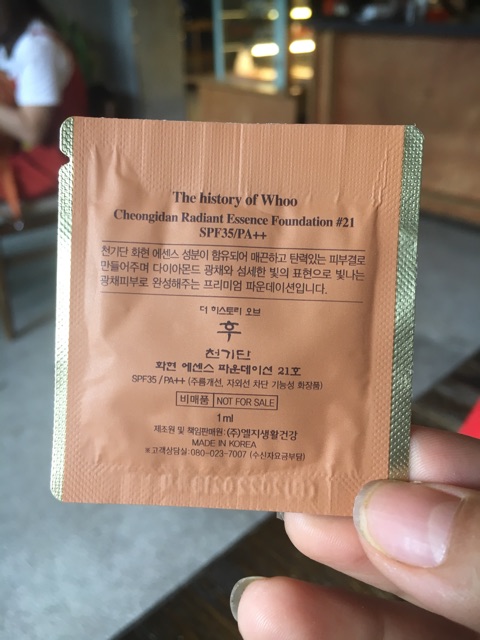 The history of Whoo
Cheongidan Radiant Essence Foundation #21
SPF35/PA++
천기단 화현 에센스 성분이 함유되어 매끈하고 탄력있는 피부결로
만들어주며 다이아몬드 광채와 섬세한 빛의 표현으로 빛나는
광채피부로 완성해주는 프리미엄 파운데이션입니다.
더 히스토리 오브
후
천기단
화현 에센스 파운데이션 21호
SPF35 / PA++ (주름개선, 자외선 차단 기능성 화장품)
비매품 NOT FOR SALE
1ml
제조원 및 책임판매원 : (주)엘지생활건강
MADE IN KOREA
※고객상담실:080-023-7007 (수신자요금부담)